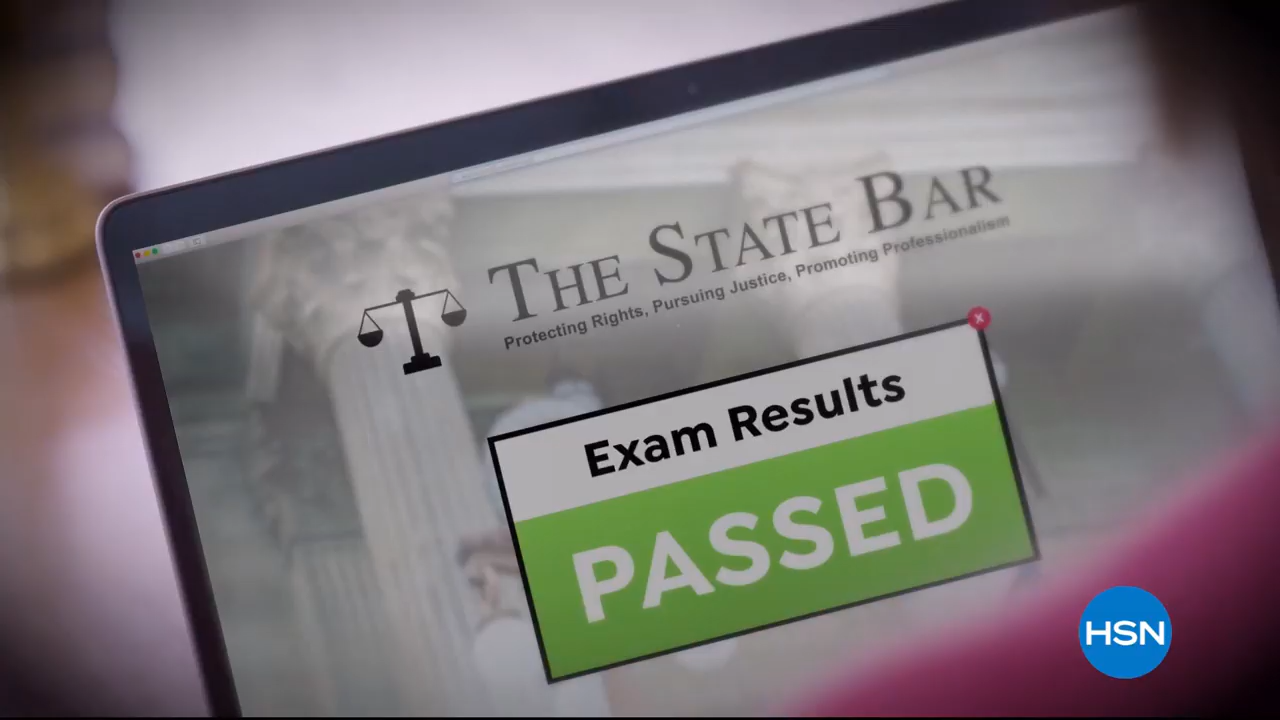 THE STATE BAR
Protecting Rights, Pursuing Justice, Promoting Professionalism
Exam Results
PASSED
HSN